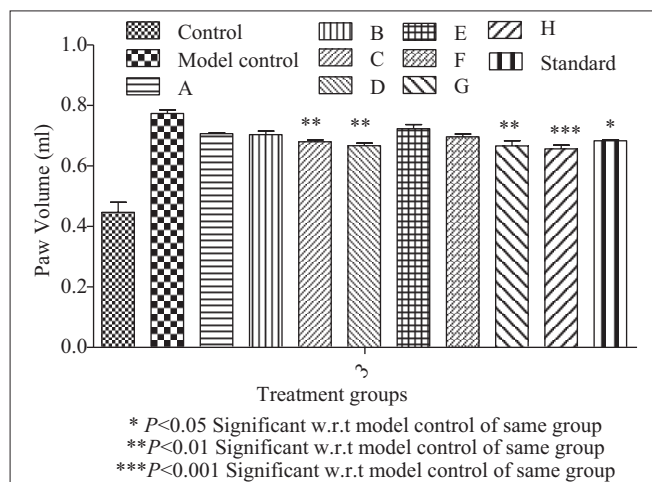 Control
Model control
A
B
C
D
E
F
G
H
Standard
1.0
0.8
0.6
0.4
0.2
0.0
Paw Volume (ml)
** ** ** *** *
3
Treatment groups
* P<0.05 Significant w.r.t model control of same group
**P<0.01 Significant w.r.t model control of same group
***P<0.001 Significant w.r.t model control of same group